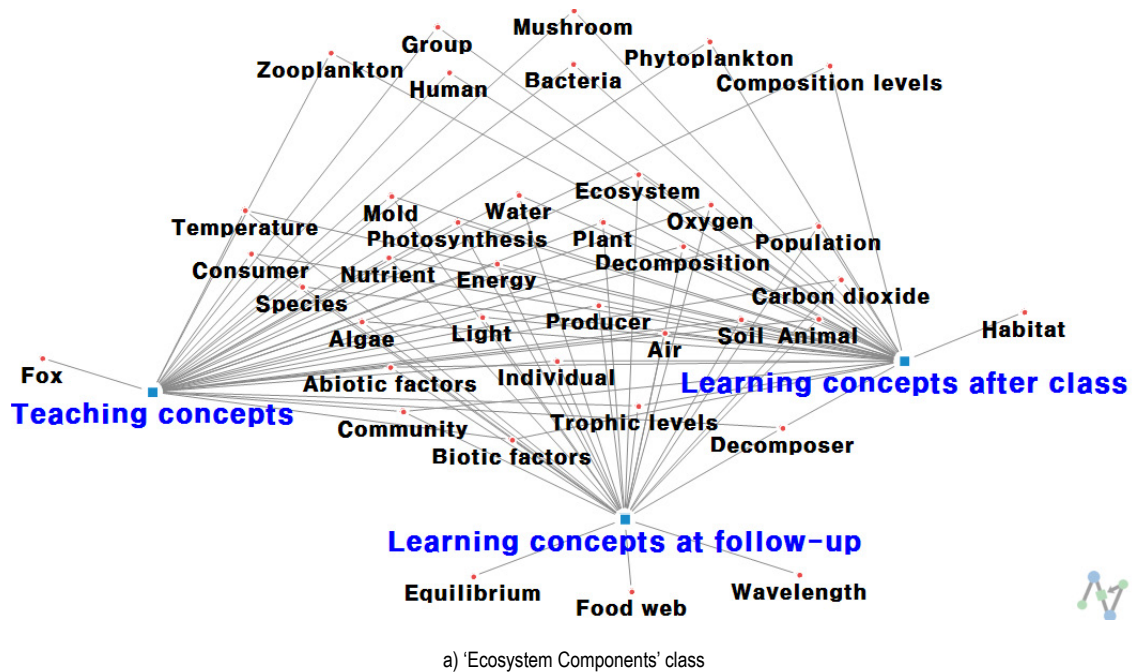 Mushroom
Group
Phytoplankton
Zooplankton
Bacteria
Composition levels
Human
Ecosystem
Mold
Water
Oxygen
Temperature
Photosynthesis
Plant
Population
Consumer
Nutrient
Energy
Decomposition
Species
Carbon dioxide
Producer
Algae
Light
Soil
Animal
Habitat
Air
Fox
Abiotic factors
Individual
Learning concepts after class
Teaching concepts
Community
Trophic levels
Decomposer
Biotic factors
Learning concepts at follow-up
Equilibrium
Food web
Wavelength
a) ‘Ecosystem Components’ class